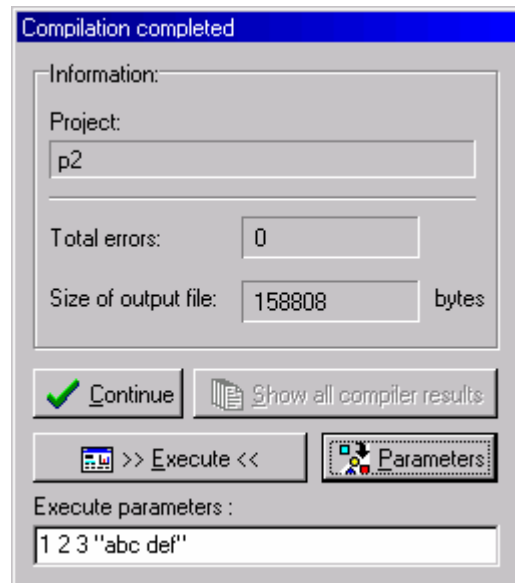 Compilation completed
Information:
Project:
p2
Total errors: 0
Size of output file: 158808 bytes
Continue Show all compiler results
>> Execute << Parameters
Execute parameters :
1 2 3 "abc def"